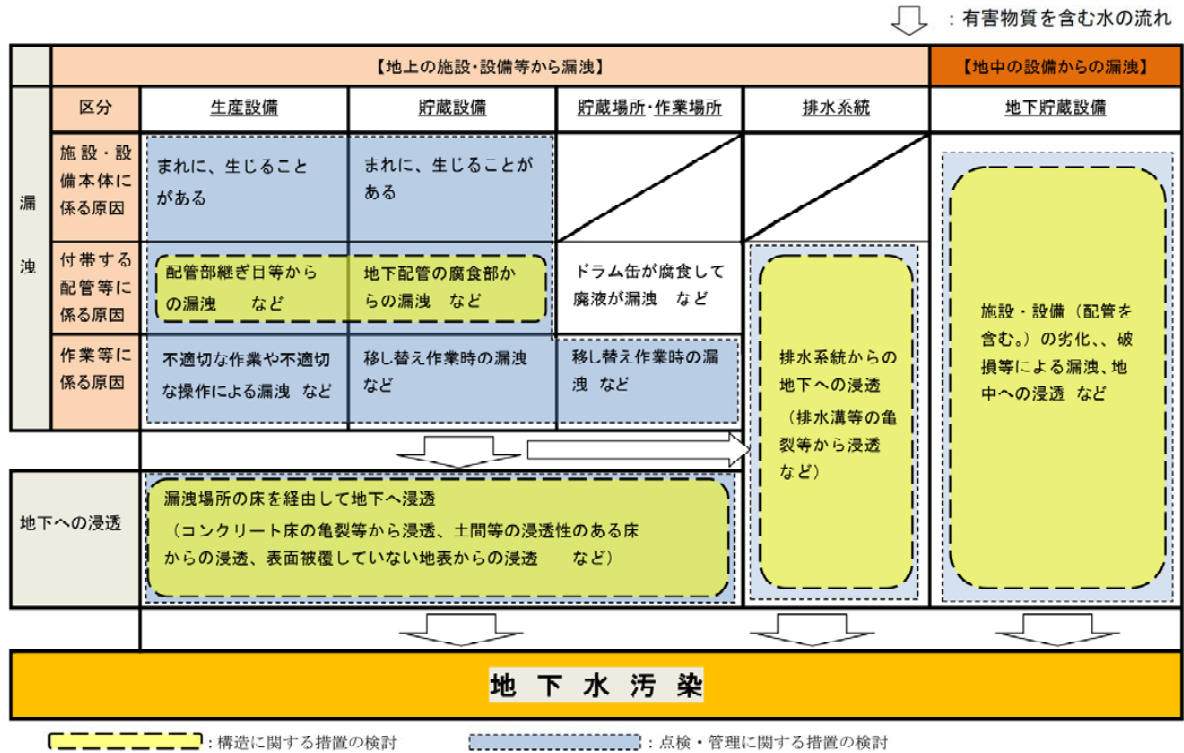 ：有害物質を含む水の流れ
【地上の施設・設備等から漏洩】
【地中の設備からの漏洩】
区分
生産設備
貯蔵設備
貯蔵場所・作業場所
排水系統
地下貯蔵設備
漏
洩
施設・設
備本体に
係る原因
まれに、生じること
がある
まれに、生じることが
ある
付帯する
配管等に
係る原因
配管部継ぎ日等から
の漏洩 など
地下配管の腐食部か
らの漏洩 など
ドラム缶が腐食して
廃液が漏洩 など
作業等に
係る原因
不適切な作業や不適切
な操作による漏洩 など
移し替え作業時の漏洩
など
移し替え作業時の漏
洩 など
排水系統からの
地下への浸透
（排水溝等の亀
裂等から浸透
など）
施設・設備（配管を
含む。）の劣化、、破
損等による漏洩、地
中への浸透 など
地下への浸透
漏洩場所の床を経由して地下へ浸透
（コンクリート床の亀裂等から浸透、土間等の浸透性のある床
からの浸透、表面被覆していない地表からの浸透 など）
地下水汚染
：構造に関する措置の検討
：点検・管理に関する措置の検討